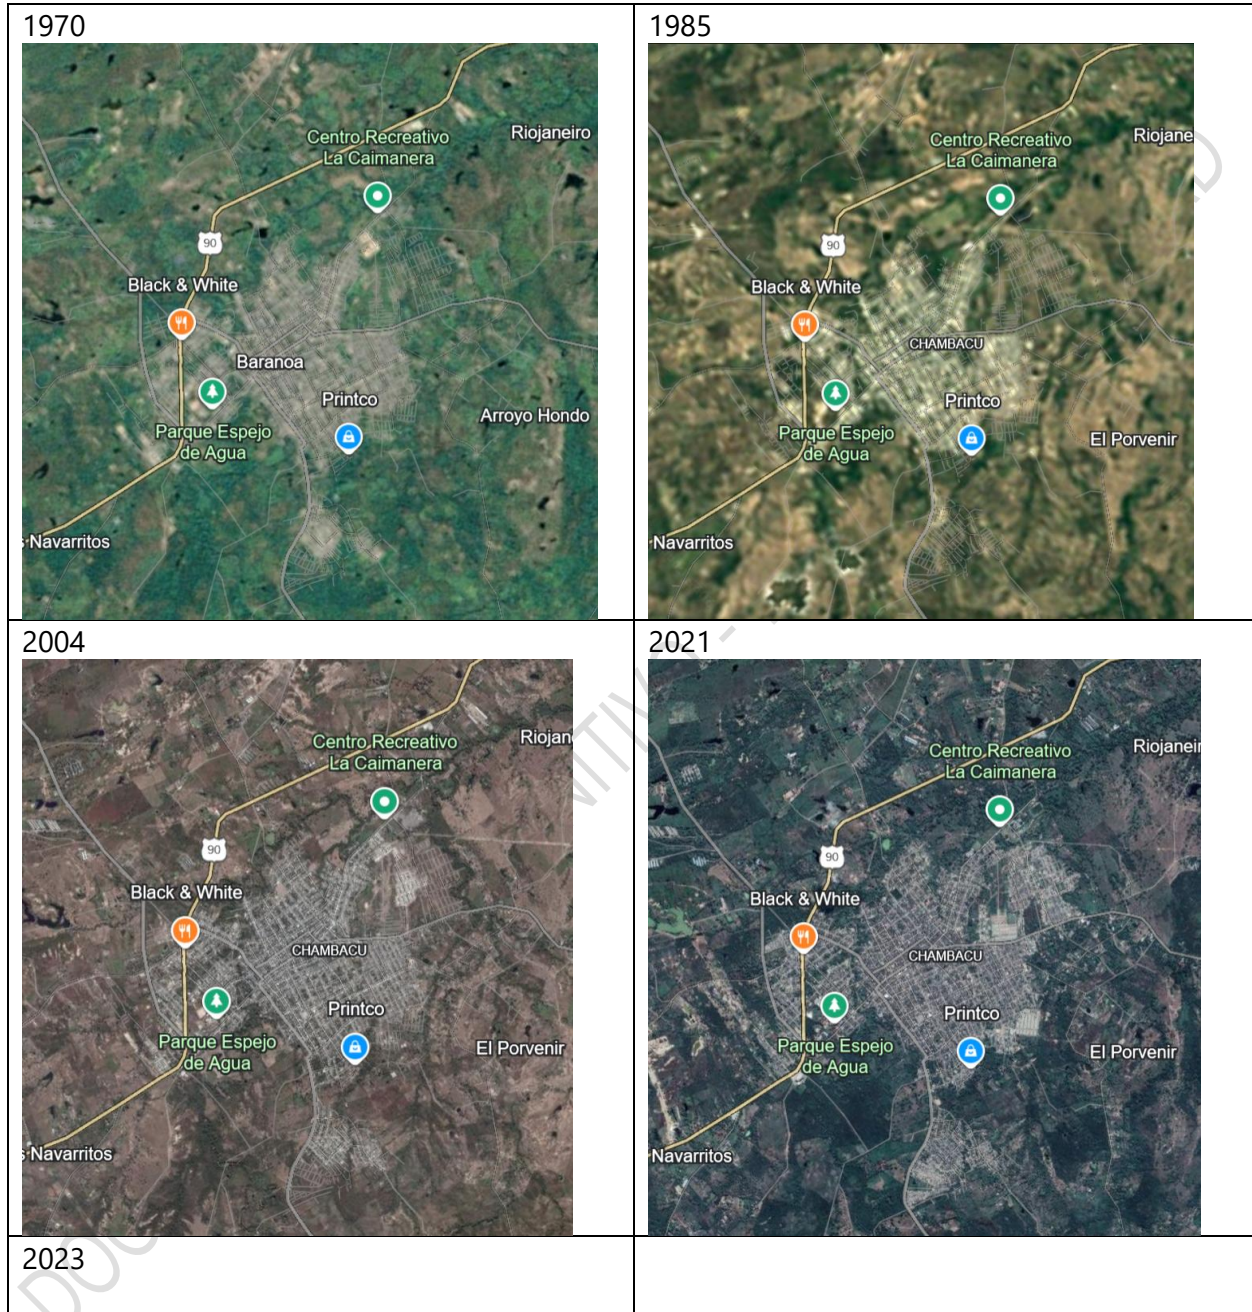 1970
Centro Recreativo
La Caimanera
Riojaneiro
90
Black & White
Baranoa
Printco
Arroyo Hondo
Parque Espejo
de Agua
Navarritos
1985
Centro Recreativo
La Caimanera
Riojane
90
Black & White
CHAMBACU
Printco
Parque Espejo
de Agua
El Porvenir
Navarritos
2004
Centro Recreativo
La Caimanera
Riojan
90
Black & White
CHAMBACU
Printco
Parque Espejo
de Agua
El Porvenir
s Navarritos
2021
Centro Recreativo
La Caimanera
Riojaneir
90
Black & White
CHAMBACU
Printco
Parque Espejo
de Agua
El Porvenir
Navarritos
2023